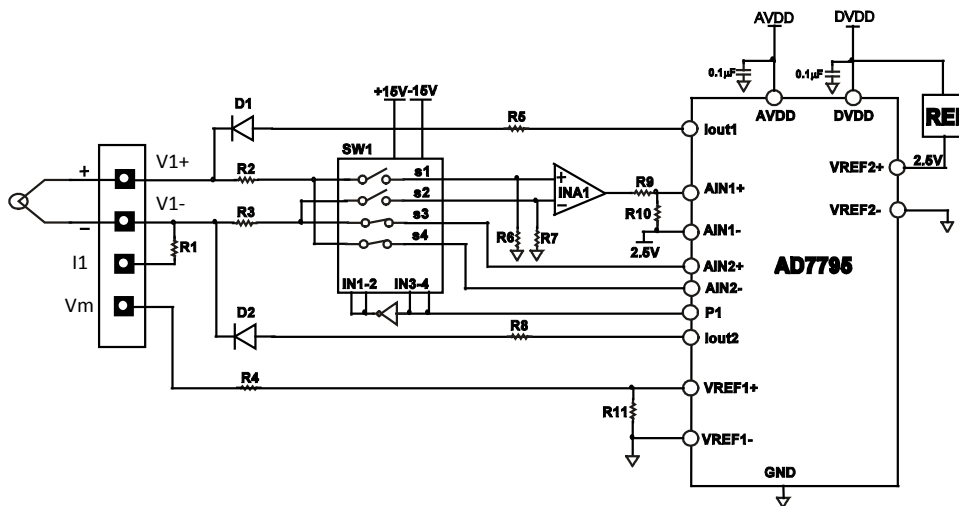 AVDD DVDD
0.1µF 0.1µF
REF
D1 R5 Iout1 AVDD DVDD
+15V -15V
SW1
VREF2+ 2.5V
V1+ R2 s1
+ s2 + INA1 R9 AIN1+
V1- − R10 VREF2-
− R3 s3 AIN1-
R1 s4 R6 R7 2.5V
I1 AIN2+ AD7795
IN1-2 IN3-4 AIN2-
Vm P1
D2 R8 Iout2
R4 VREF1+
R11
VREF1-
GND